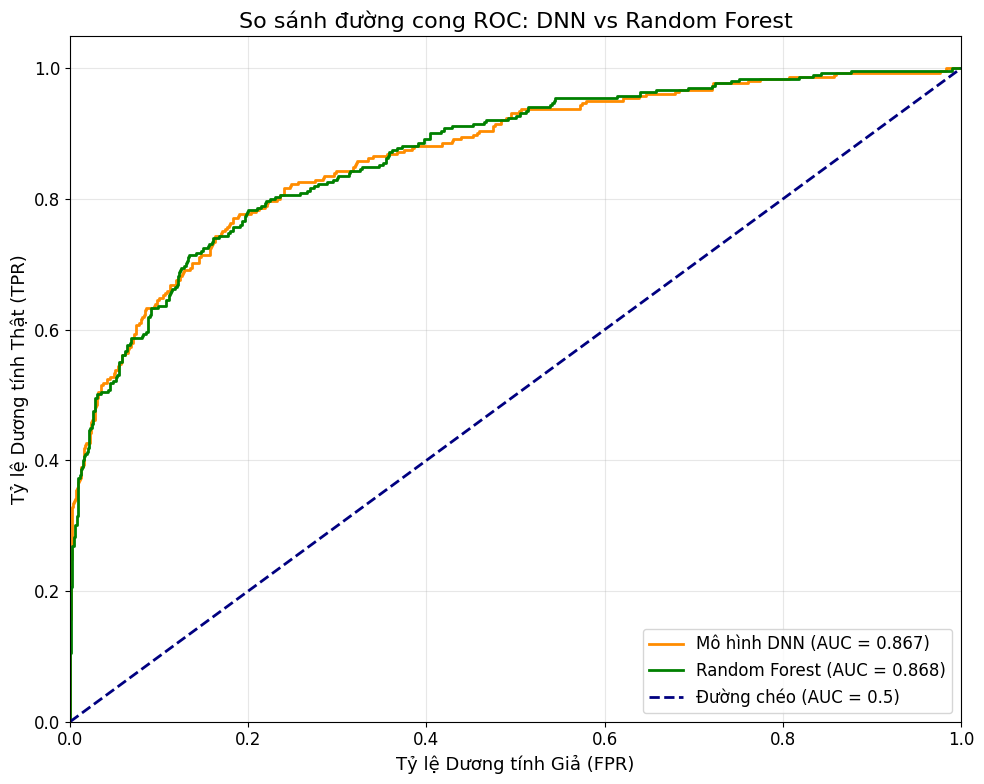 So sánh đường cong ROC: DNN vs Random Forest
Tỷ lệ Dương tính Thật (TPR)
1.0
0.8
0.6
0.4
0.2
0.0
0.0 0.2 0.4 0.6 0.8 1.0
Tỷ lệ Dương tính Giả (FPR)
Mô hình DNN (AUC = 0.867)
Random Forest (AUC = 0.868)
Đường chéo (AUC = 0.5)